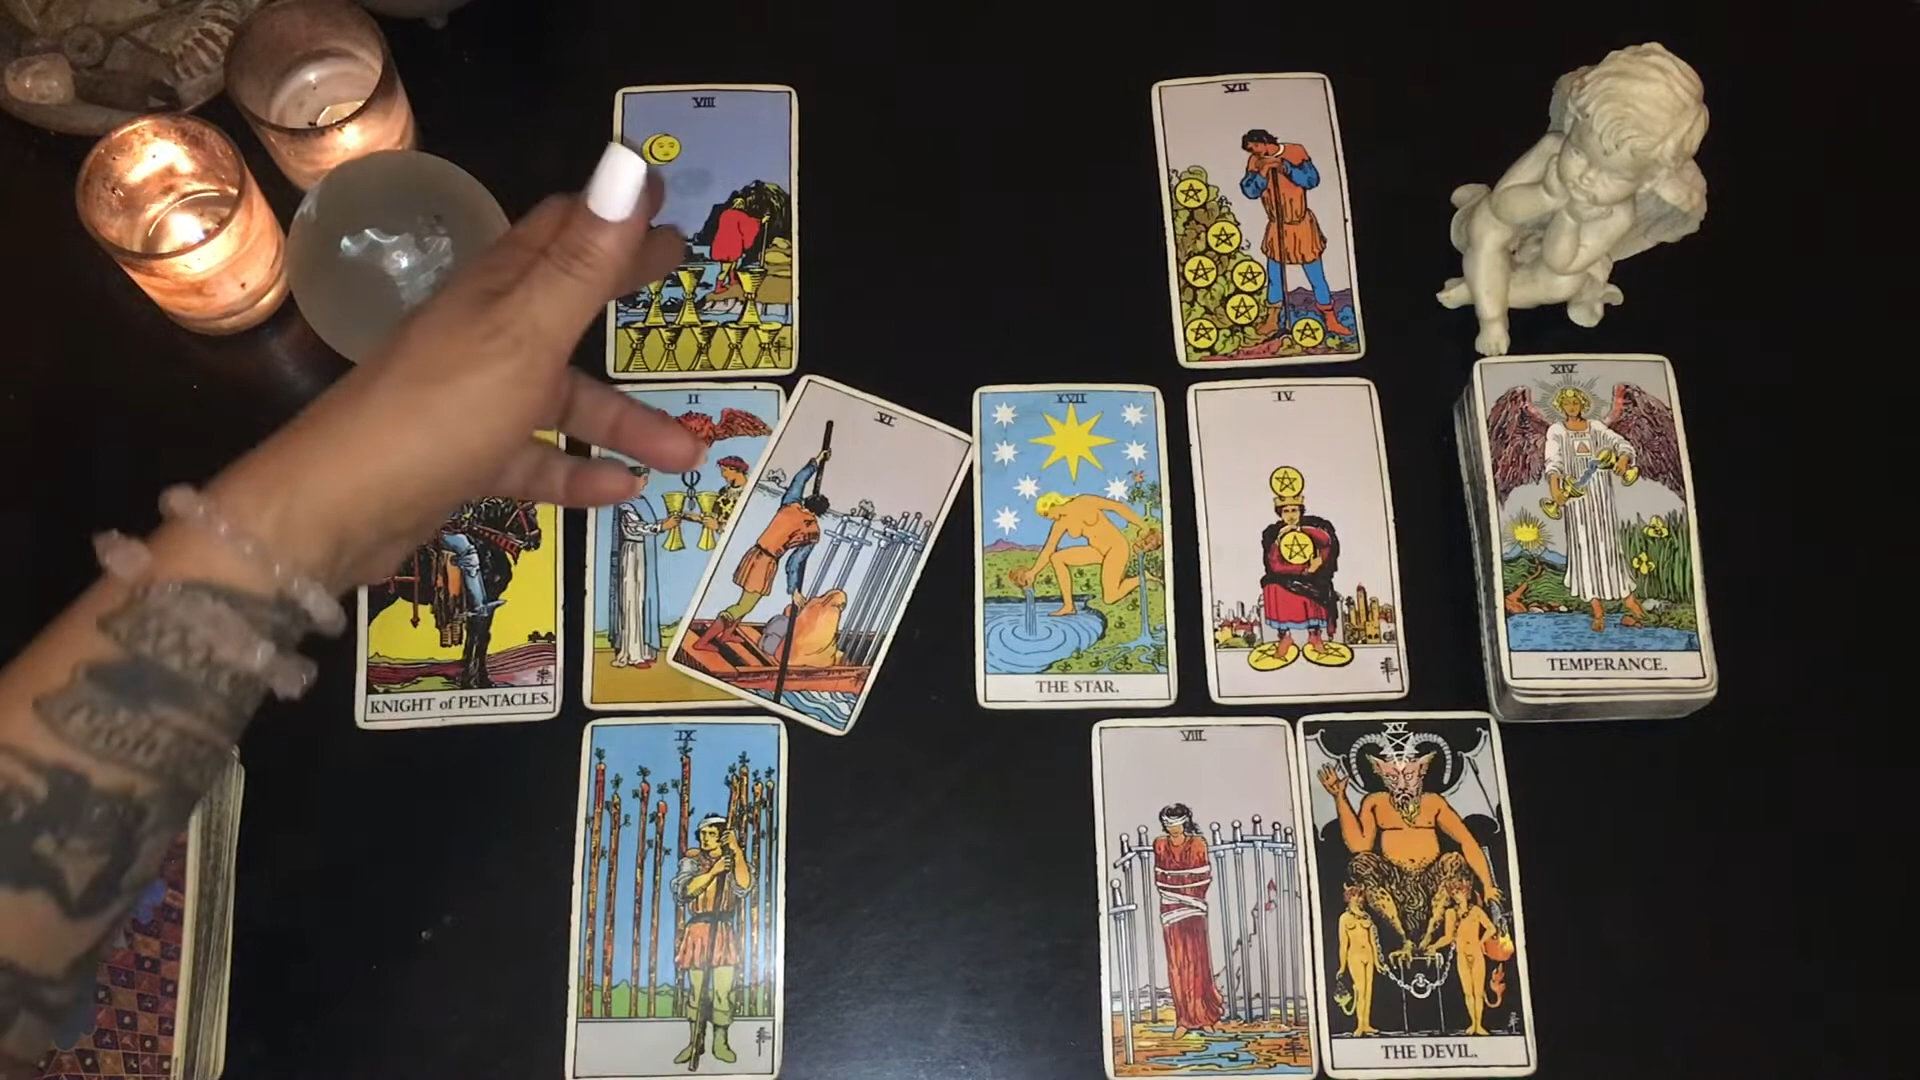 VIII
VII
II
VI
XVII
IV
XIV
KNIGHT of PENTACLES.
THE STAR.
TEMPERANCE.
IX
VIII
XV
THE DEVIL.